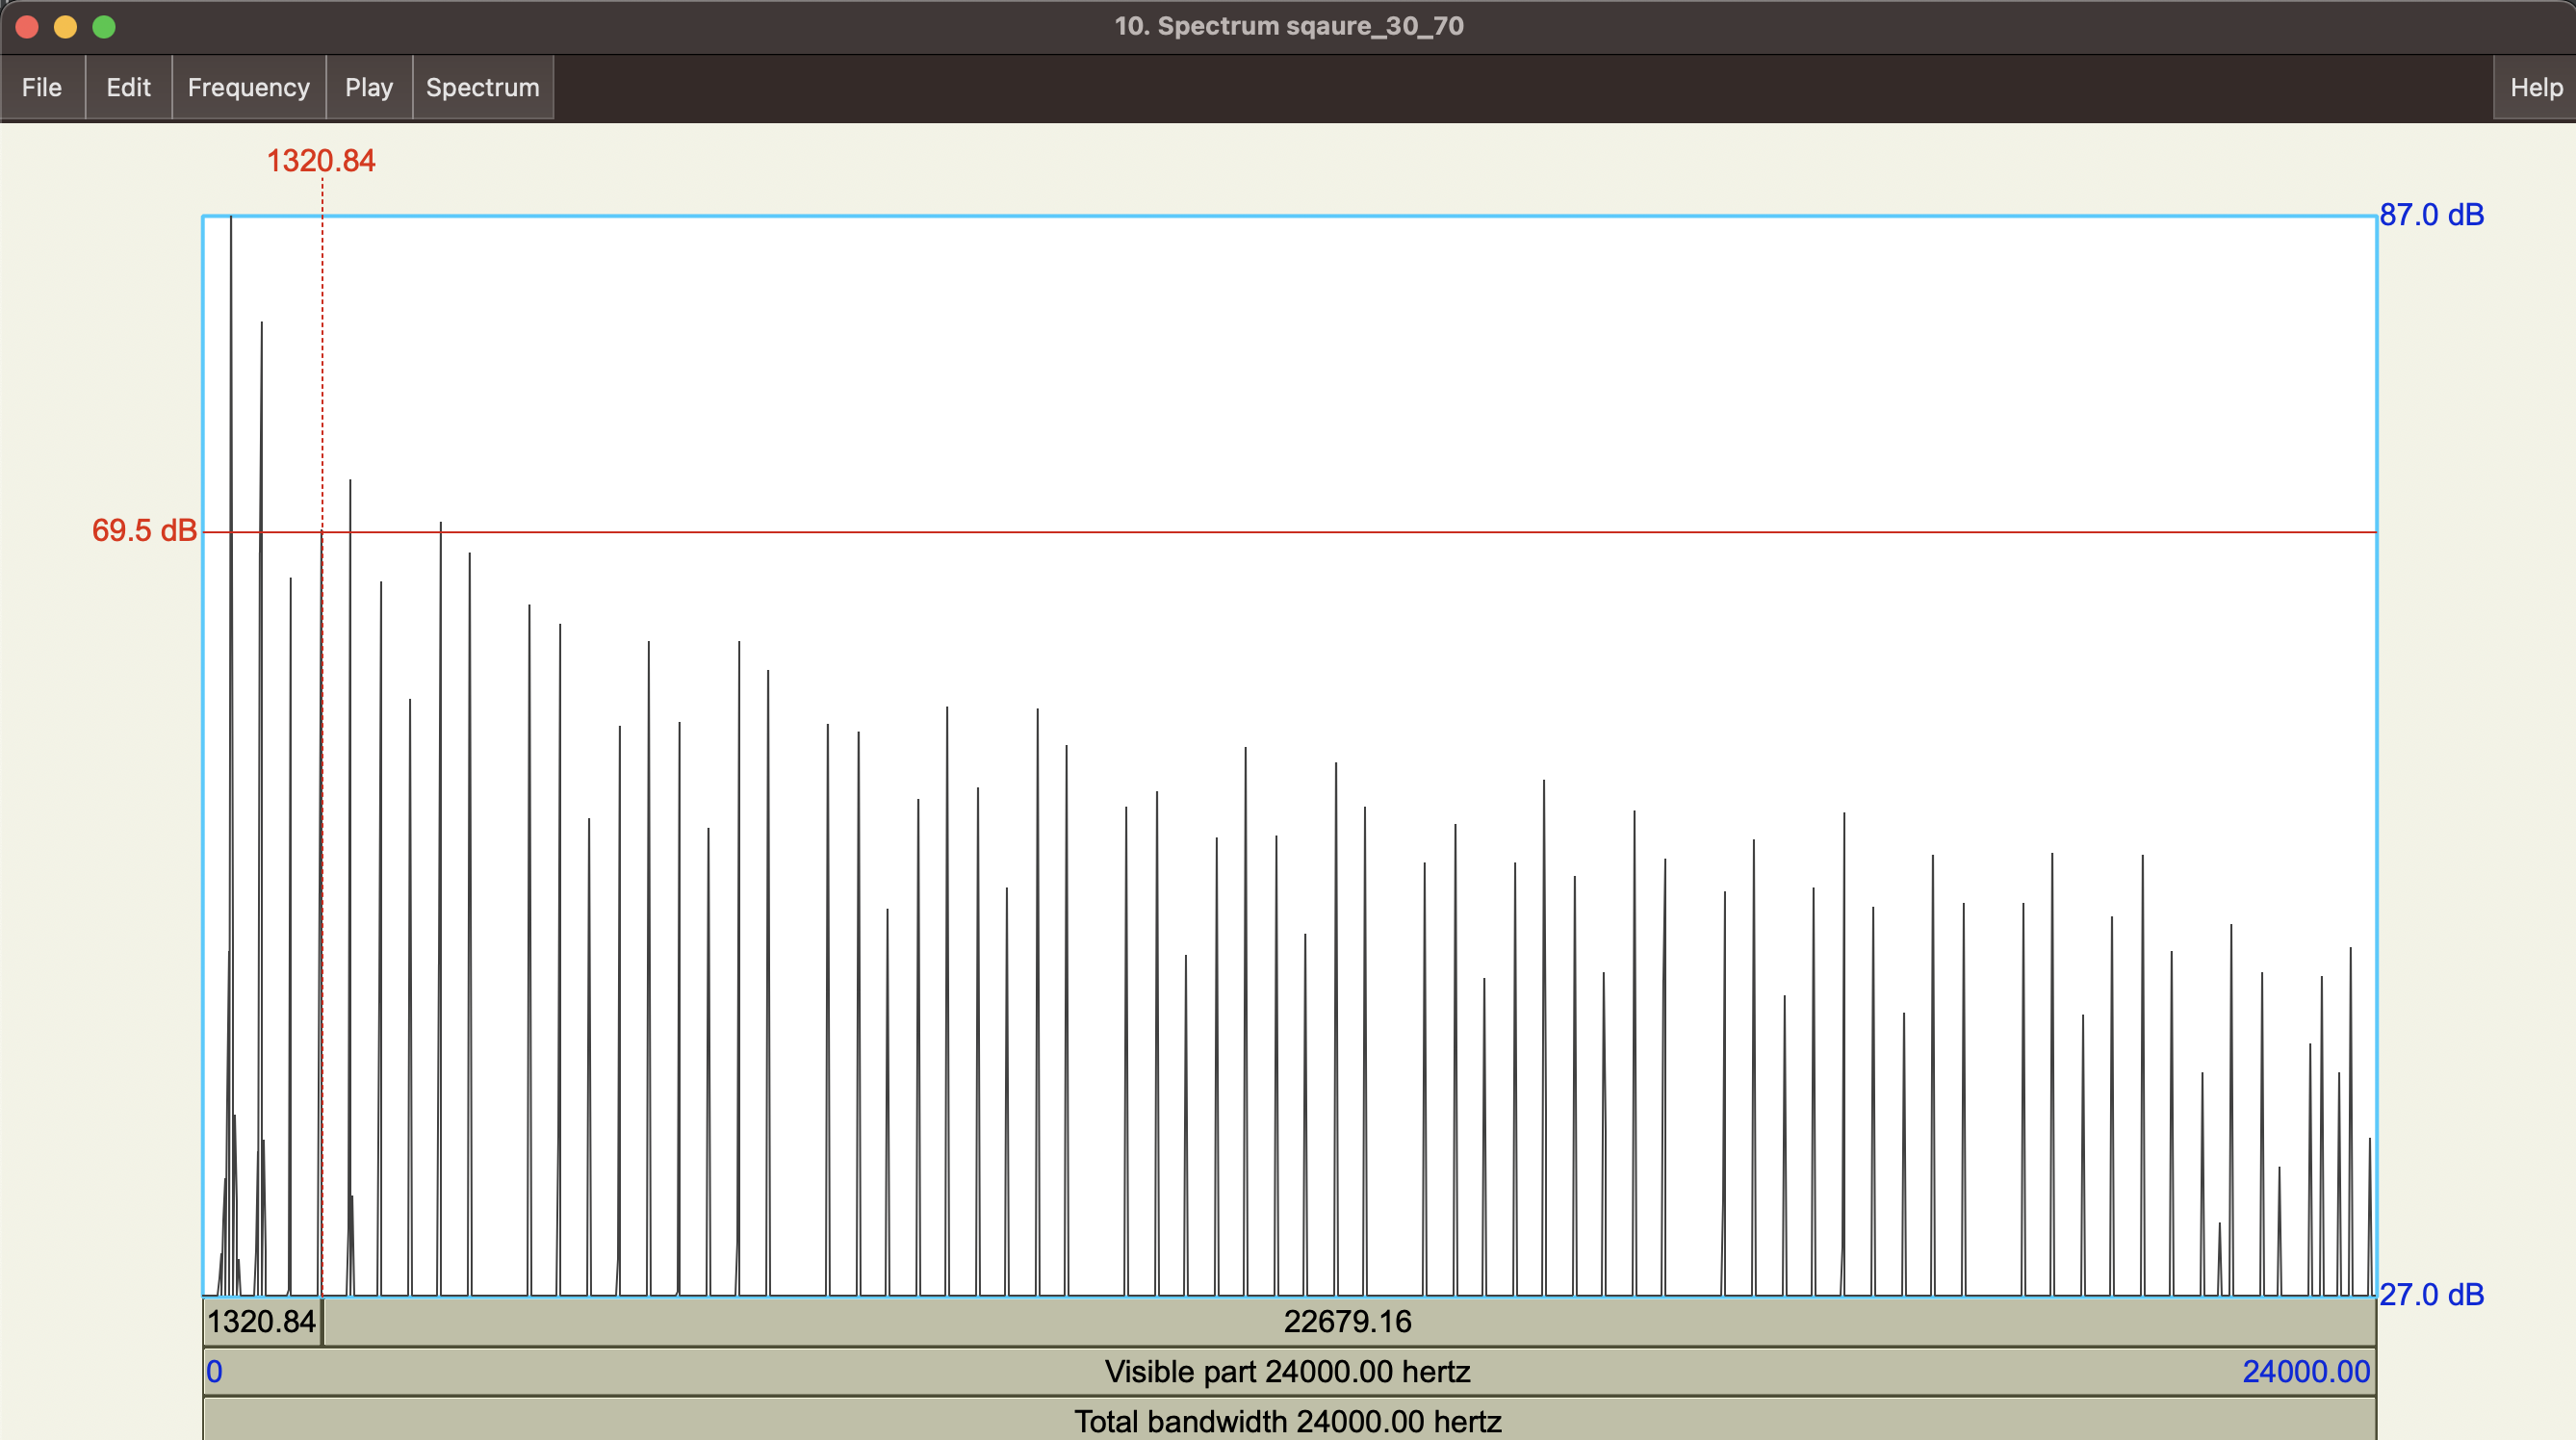 10. Spectrum sqaure_30_70
File Edit Frequency Play Spectrum Help
1320.84
87.0 dB
69.5 dB
27.0 dB
1320.84 22679.16
0 Visible part 24000.00 hertz 24000.00
Total bandwidth 24000.00 hertz